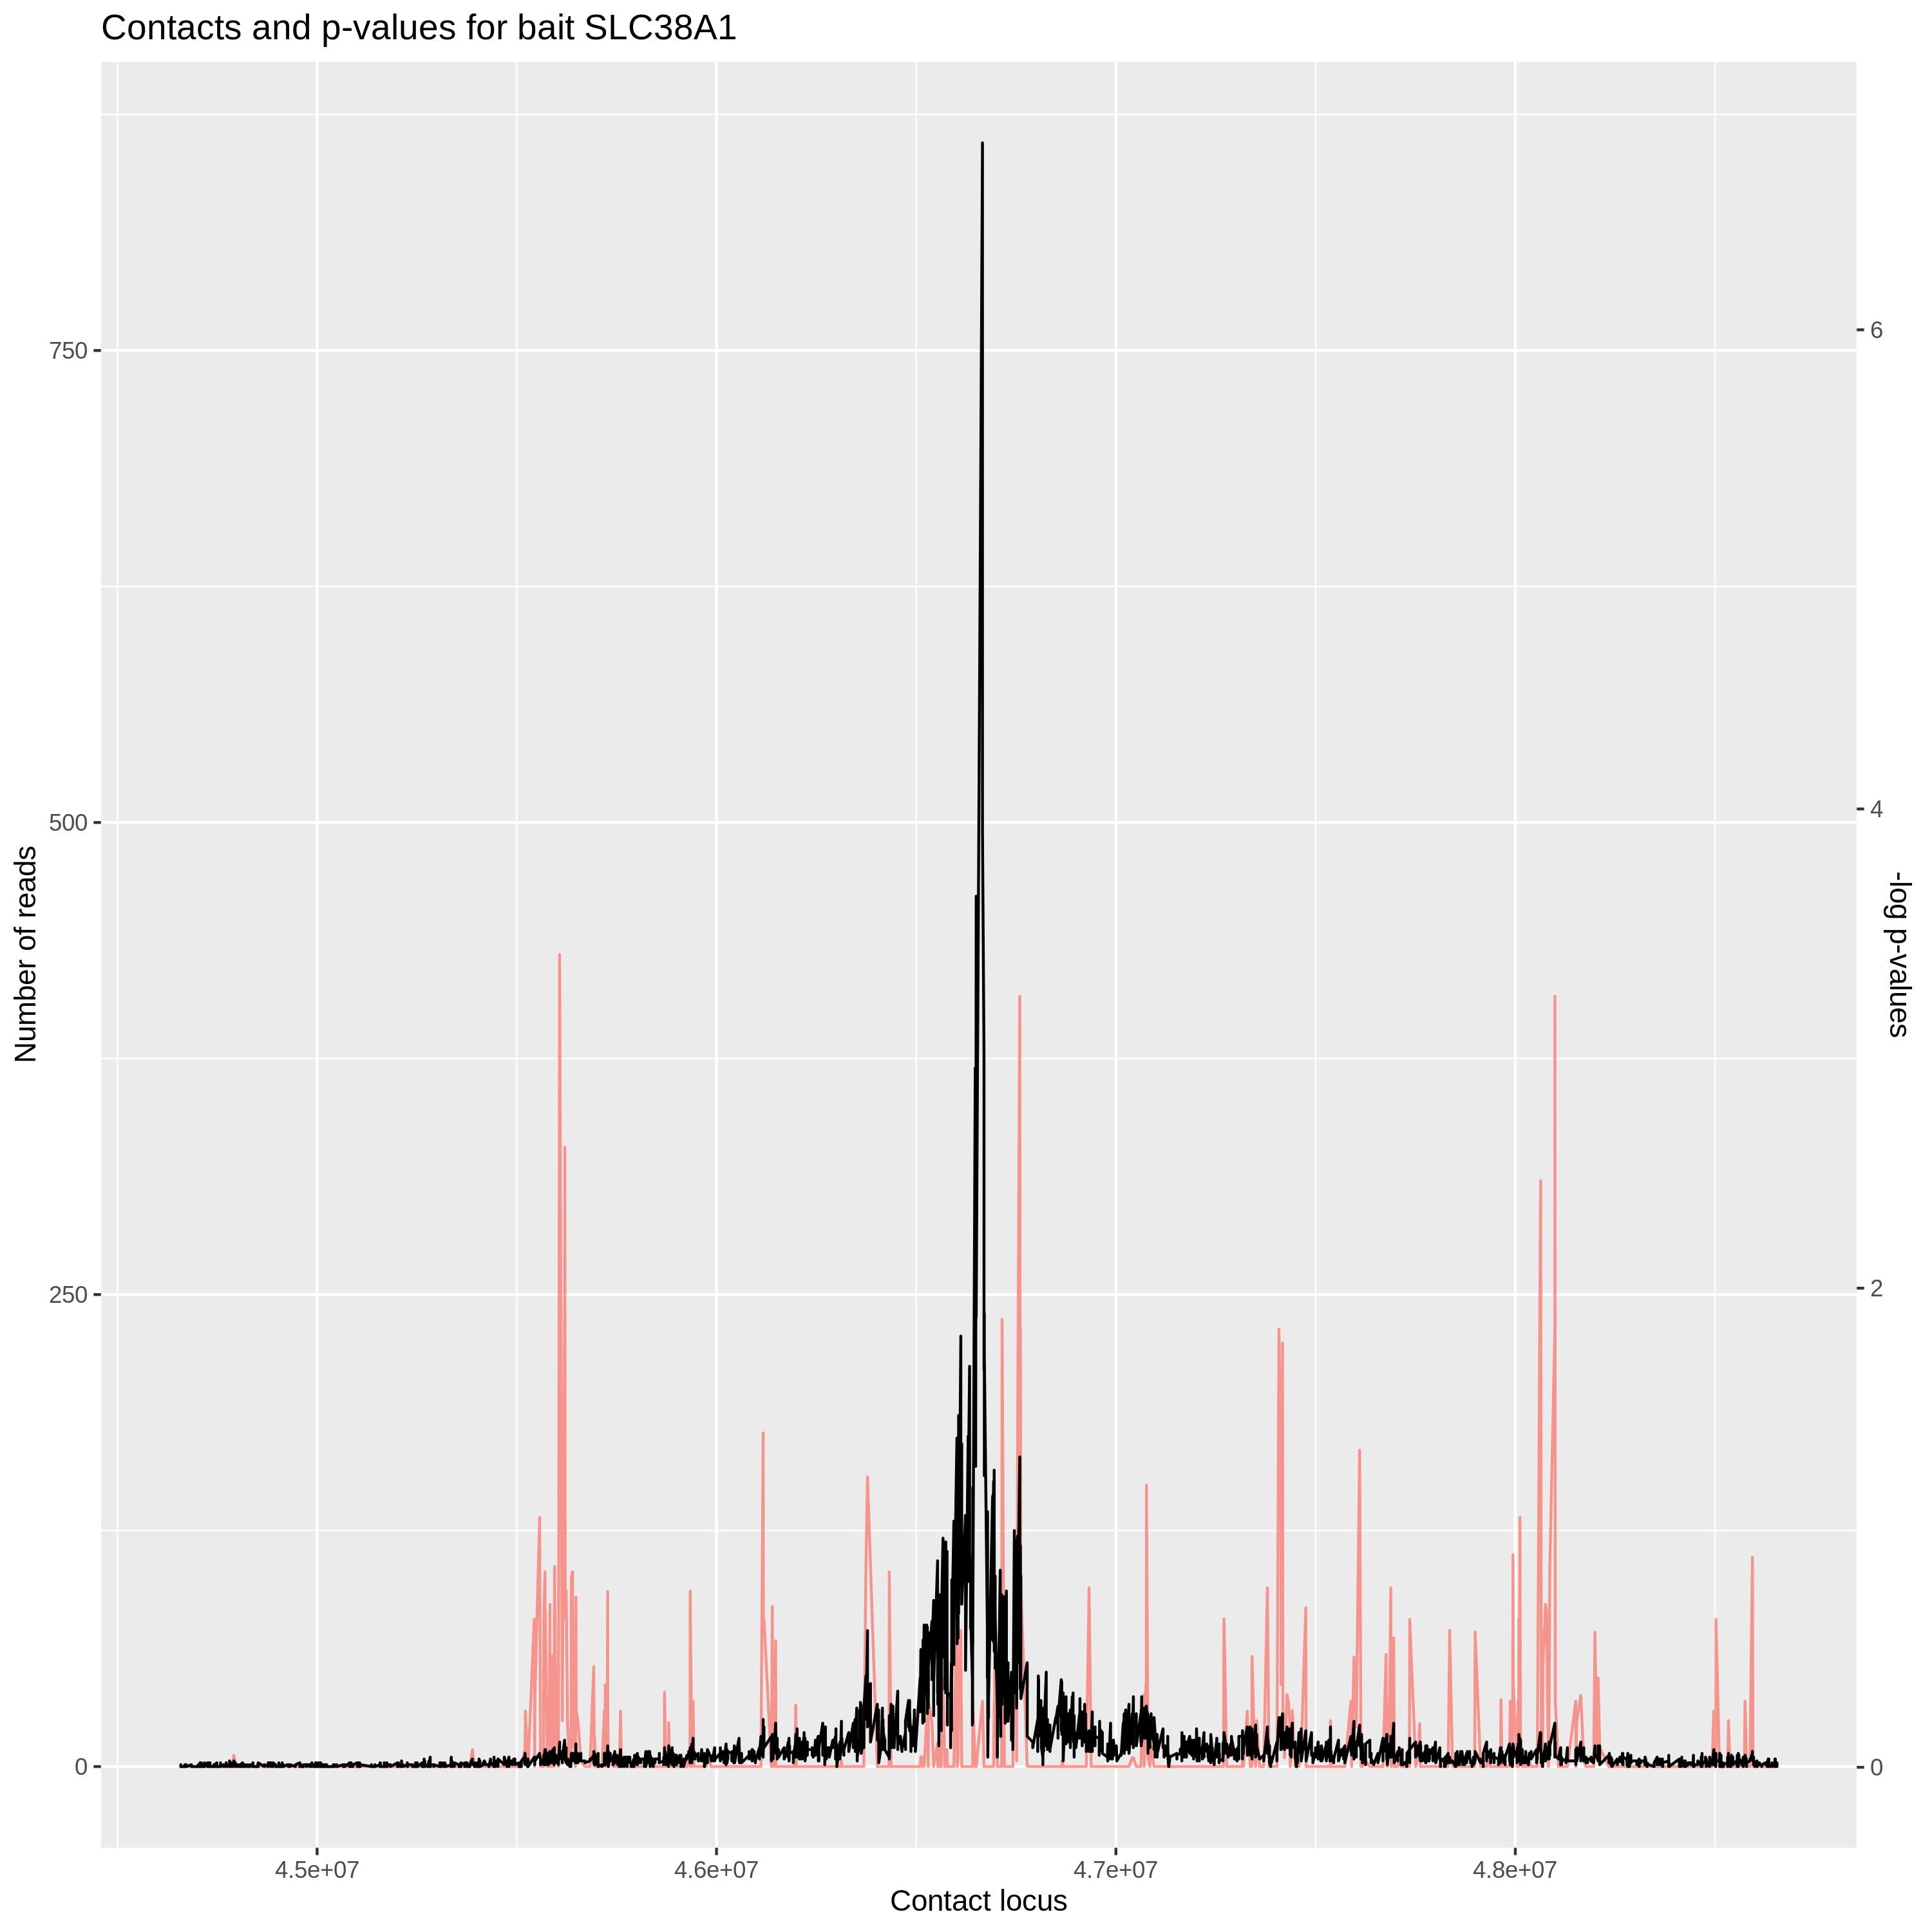 Contacts and p-values for bait SLC38A1
750
500
250
0
6
4
2
0
Number of reads
-log p-values
4.5e+07 4.6e+07 4.7e+07 4.8e+07
Contact locus